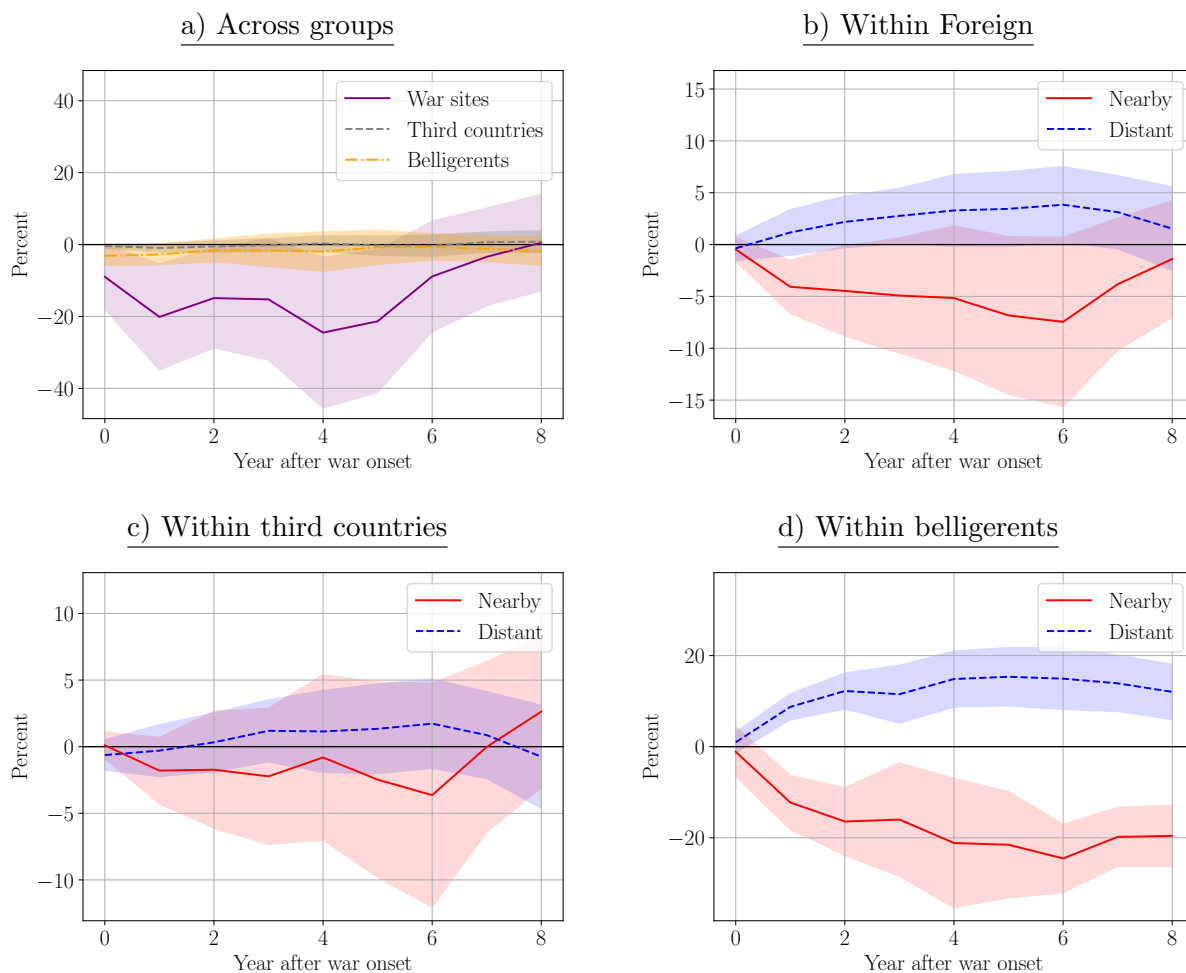 a) Across groups
40
20
0
−20
−40
Percent
0 2 4 6 8
Year after war onset
War sites
Third countries
Belligerents
b) Within Foreign
15
10
5
0
−5
−10
−15
Percent
0 2 4 6 8
Year after war onset
Nearby
Distant
c) Within third countries
10
5
0
−5
−10
Percent
0 2 4 6 8
Year after war onset
Nearby
Distant
d) Within belligerents
20
0
−20
Percent
0 2 4 6 8
Year after war onset
Nearby
Distant